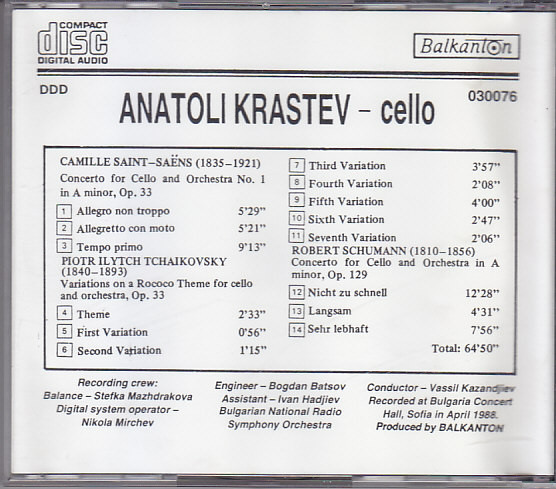 COMPACT
disc
DIGITAL AUDIO
Balkanton
DDD
030076
ANATOLI KRASTEV – cello
CAMILLE SAINT–SAËNS (1835-1921)
Concerto for Cello and Orchestra No. 1
in A minor, Op. 33
1 Allegro non troppo 5'29"
2 Allegretto con moto 5'21"
3 Tempo primo 9'13"
PIOTR ILYTCH TCHAIKOVSKY
(1840-1893)
Variations on a Rococo Theme for cello
and orchestra, Op. 33
4 Theme 2'33"
5 First Variation 0'56"
6 Second Variation 1'15"
7 Third Variation 3'57"
8 Fourth Variation 2'08"
9 Fifth Variation 4'00"
10 Sixth Variation 2'47"
11 Seventh Variation 2'06"
ROBERT SCHUMANN (1810-1856)
Concerto for Cello and Orchestra in A
minor, Op. 129
12 Nicht zu schnell 12'28"
13 Langsam 4'31"
14 Sehr lebhaft 7'56"
Total: 64'50"
Recording crew:
Balance – Stefka Mazhdrakova
Digital system operator –
Nikola Mirchev
Engineer – Bogdan Batsov
Assistant – Ivan Hadjiev
Bulgarian National Radio
Symphony Orchestra
Conductor – Vassil Kazandjiev
Recorded at Bulgaria Concert
Hall, Sofia in April 1988.
Produced by BALKANTON